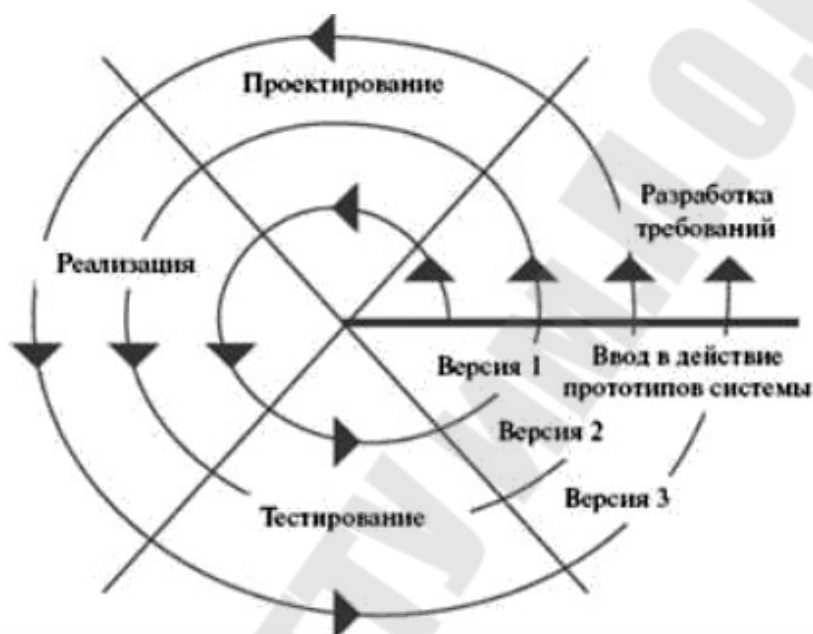 Проектирование
Разработка
требований
Реализация
Версия 1
Ввод в действие
прототипов системы
Версия 2
Версия 3
Тестирование